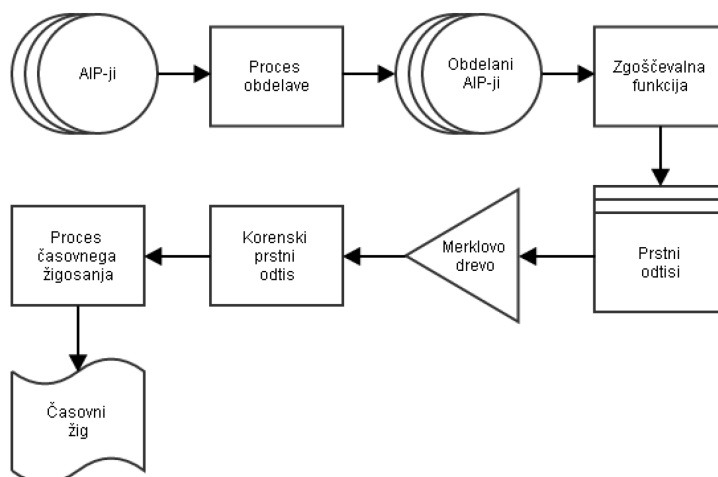 AIP-ji
Proces
obdelave
Obdelani
AIP-ji
Zgoščevalna
funkcija
Prstni
odtisi
Merklovo
drevo
Korenski
prstni
odtis
Proces
časovnega
žigosanja
Časovni
žig